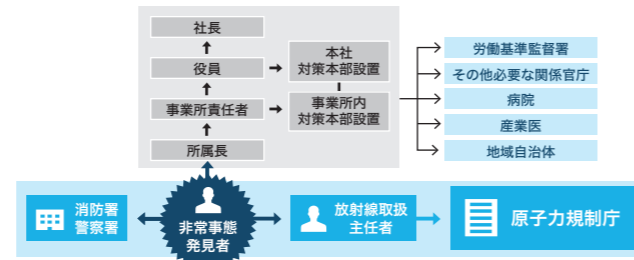 社長
役員
事業所責任者
所属長
本社
対策本部設置
事業所内
対策本部設置
労働基準監督署
その他必要な関係官庁
病院
産業医
地域自治体
消防署
警察署
非常事態
発見者
放射線取扱
主任者
原子力規制庁